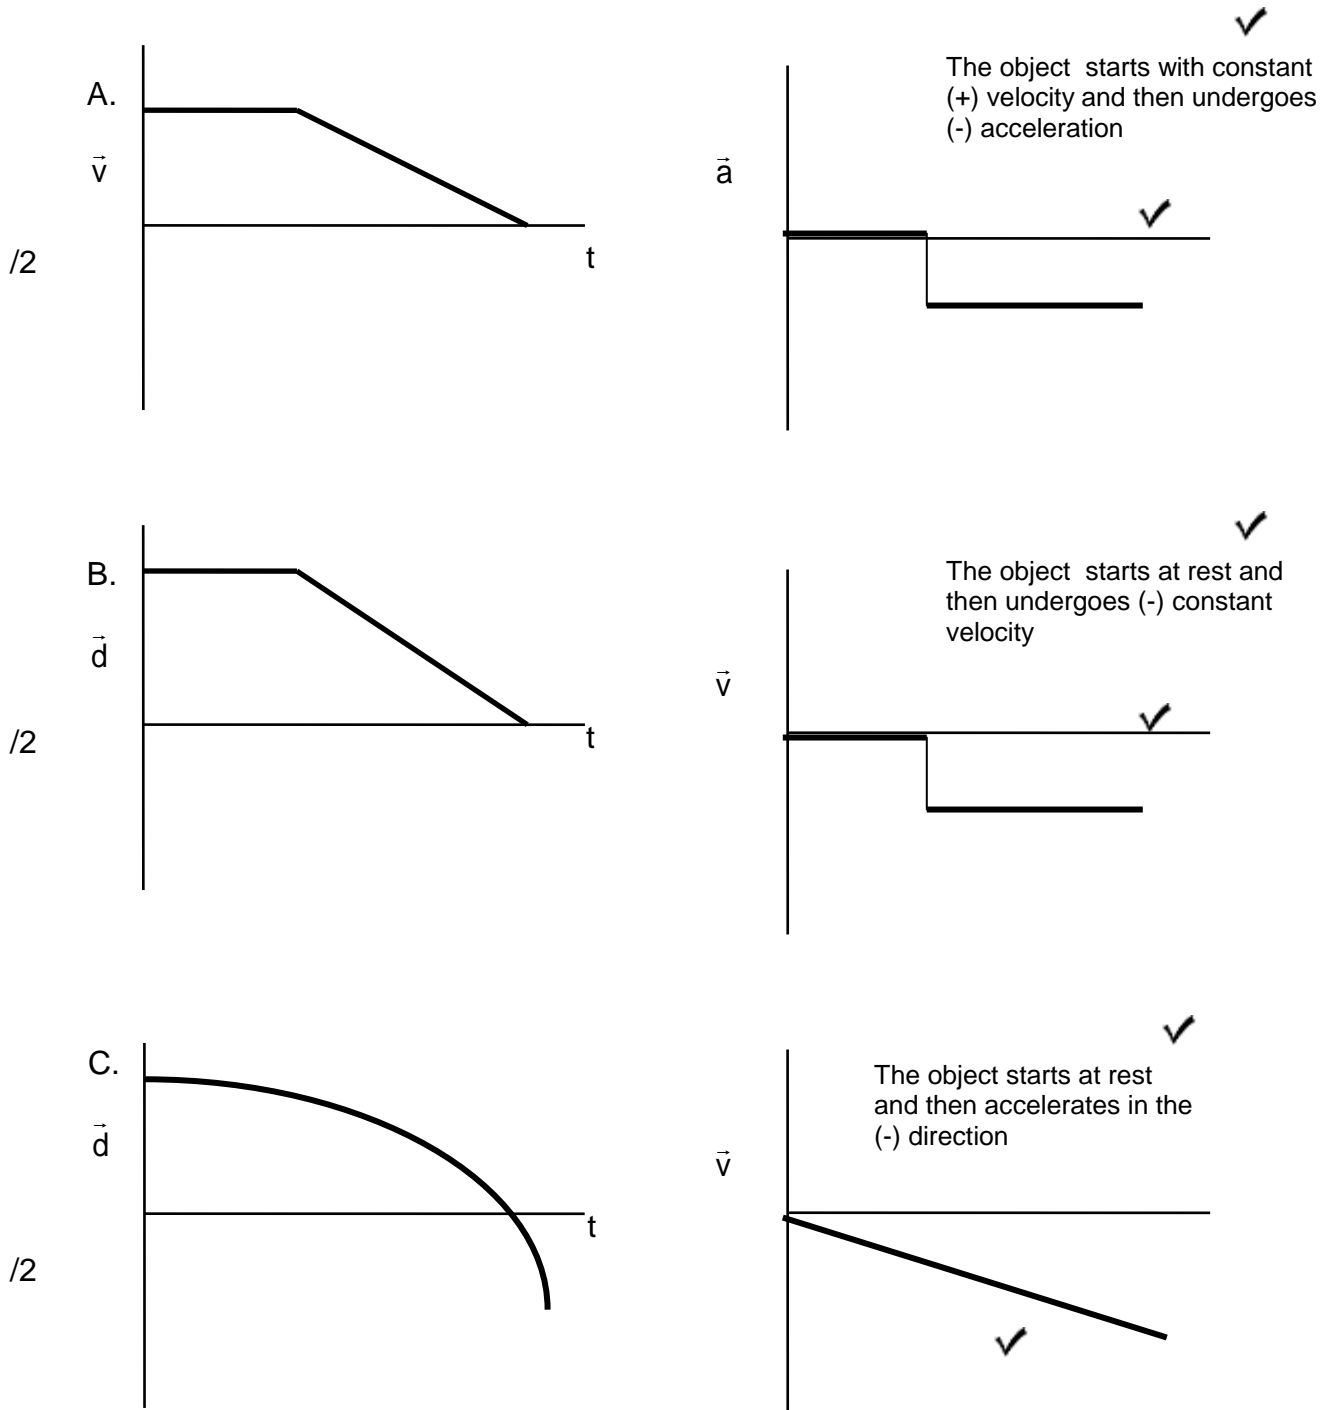 A.
v⃗
/2
t
a⃗
The object starts with constant
(+) velocity and then undergoes
(-) acceleration
B.
d⃗
/2
t
v⃗
The object starts at rest and
then undergoes (-) constant
velocity
C.
d⃗
/2
t
v⃗
The object starts at rest
and then accelerates in the
(-) direction